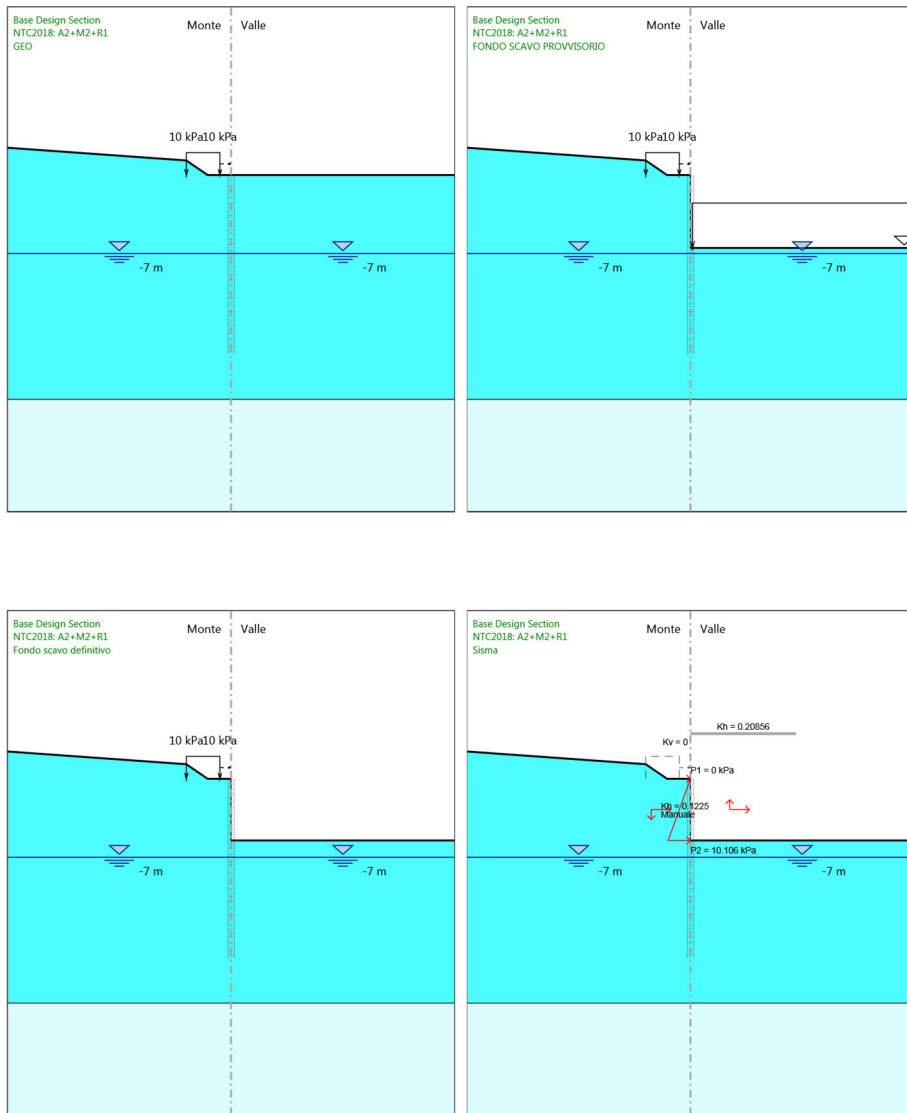 Base Design Section
NTC2018: A2+M2+R1
GEO
Monte
Valle
10 kPa10 kPa
-7 m
-7 m
Base Design Section
NTC2018: A2+M2+R1
FONDO SCAVO PROVVISORIO
Monte
Valle
10 kPa10 kPa
-7 m
-7 m
Base Design Section
NTC2018: A2+M2+R1
Fondo scavo definitivo
Monte
Valle
10 kPa10 kPa
-7 m
-7 m
Base Design Section
NTC2018: A2+M2+R1
Sisma
Monte
Valle
Kh = 0.20856
Kv = 0
P1 = 0 kPa
Kh = 0.1225
Manuale
P2 = 10.106 kPa
-7 m
-7 m